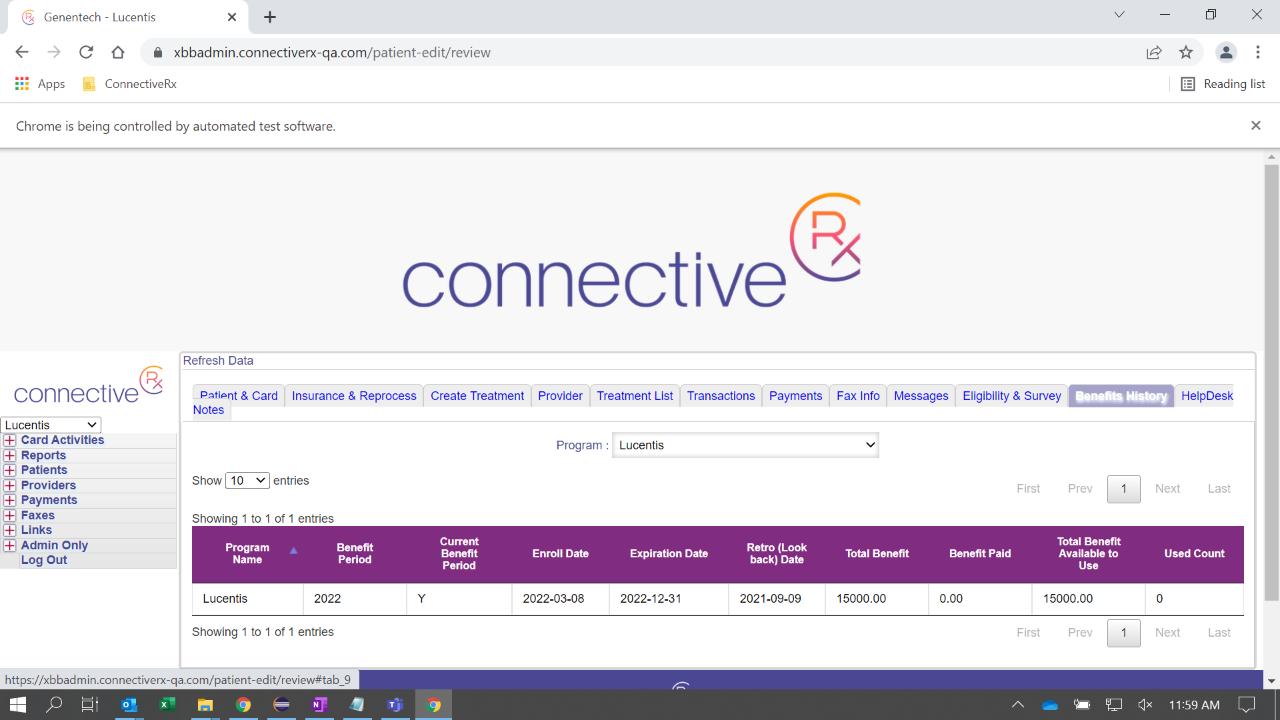 Genentech - Lucentis
xbbadmin.connectiverx-qa.com/patient-edit/review
Apps ConnectiveRx Reading list
Chrome is being controlled by automated test software.
connective Rx
connective Rx
Lucentis
Card Activities
Reports
Patients
Providers
Payments
Faxes
Links
Admin Only
Log Out
Refresh Data
Patient & Card Insurance & Reprocess Create Treatment Provider Treatment List Transactions Payments Fax Info Messages Eligibility & Survey Benefits History HelpDesk
Notes
Program : Lucentis
Show 10 entries
First Prev 1 Next Last
Showing 1 to 1 of 1 entries
Program Name Benefit Period Current Benefit Period Enroll Date Expiration Date Retro (Look back) Date Total Benefit Benefit Paid Total Benefit Available to Use Used Count
Lucentis 2022 Y 2022-03-08 2022-12-31 2021-09-09 15000.00 0.00 15000.00 0
Showing 1 to 1 of 1 entries
First Prev 1 Next Last
https://xbbadmin.connectiverx-qa.com/patient-edit/review#tab_9
11:59 AM